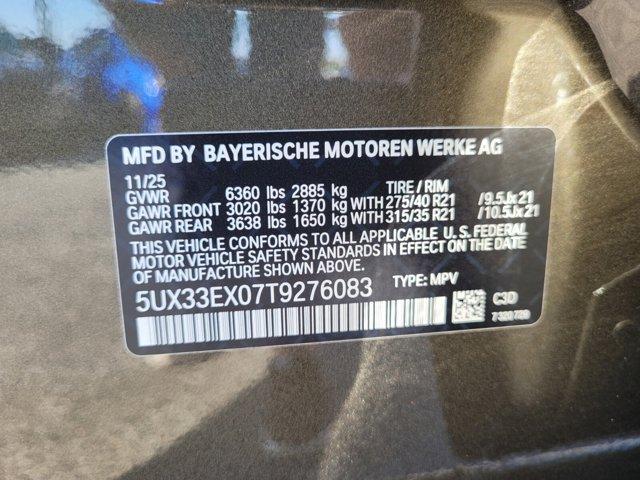 MFD BY BAYERISCHE MOTOREN WERKE AG
11/25
GVWR 6360 lbs 2885 kg TIRE / RIM
GAWR FRONT 3020 lbs 1370 kg WITH 275/40 R21 /9.5Jx21
GAWR REAR 3638 lbs 1650 kg WITH 315/35 R21 /10.5Jx21
THIS VEHICLE CONFORMS TO ALL APPLICABLE U.S. FEDERAL
MOTOR VEHICLE SAFETY STANDARDS IN EFFECT ON THE DATE
OF MANUFACTURE SHOWN ABOVE.
5UX33EX07T9276083 TYPE: MPV
C3D
7 320 720